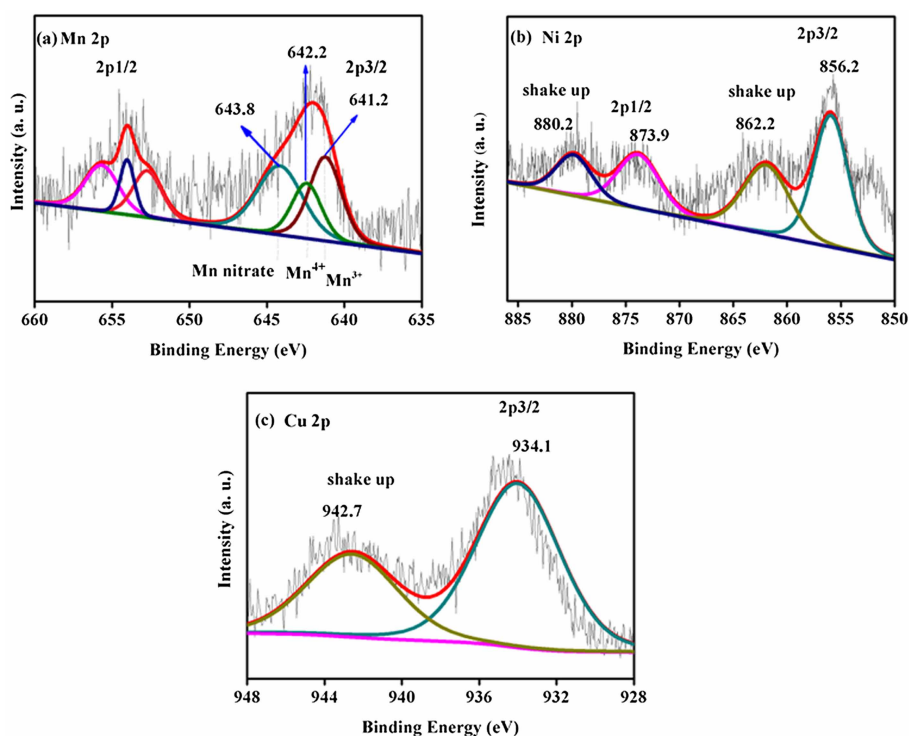 (a) Mn 2p
2p1/2
642.2
2p3/2
643.8
641.2
Mn nitrate Mn4+ Mn3+
Intensity (a. u.)
660 655 650 645 640 635
Binding Energy (eV)
(b) Ni 2p
2p3/2
856.2
shake up
880.2
2p1/2
873.9
shake up
862.2
Intensity (a. u.)
885 880 875 870 865 860 855 850
Binding Energy (eV)
(c) Cu 2p
2p3/2
934.1
shake up
942.7
Intensity (a. u.)
948 944 940 936 932 928
Binding Energy (eV)